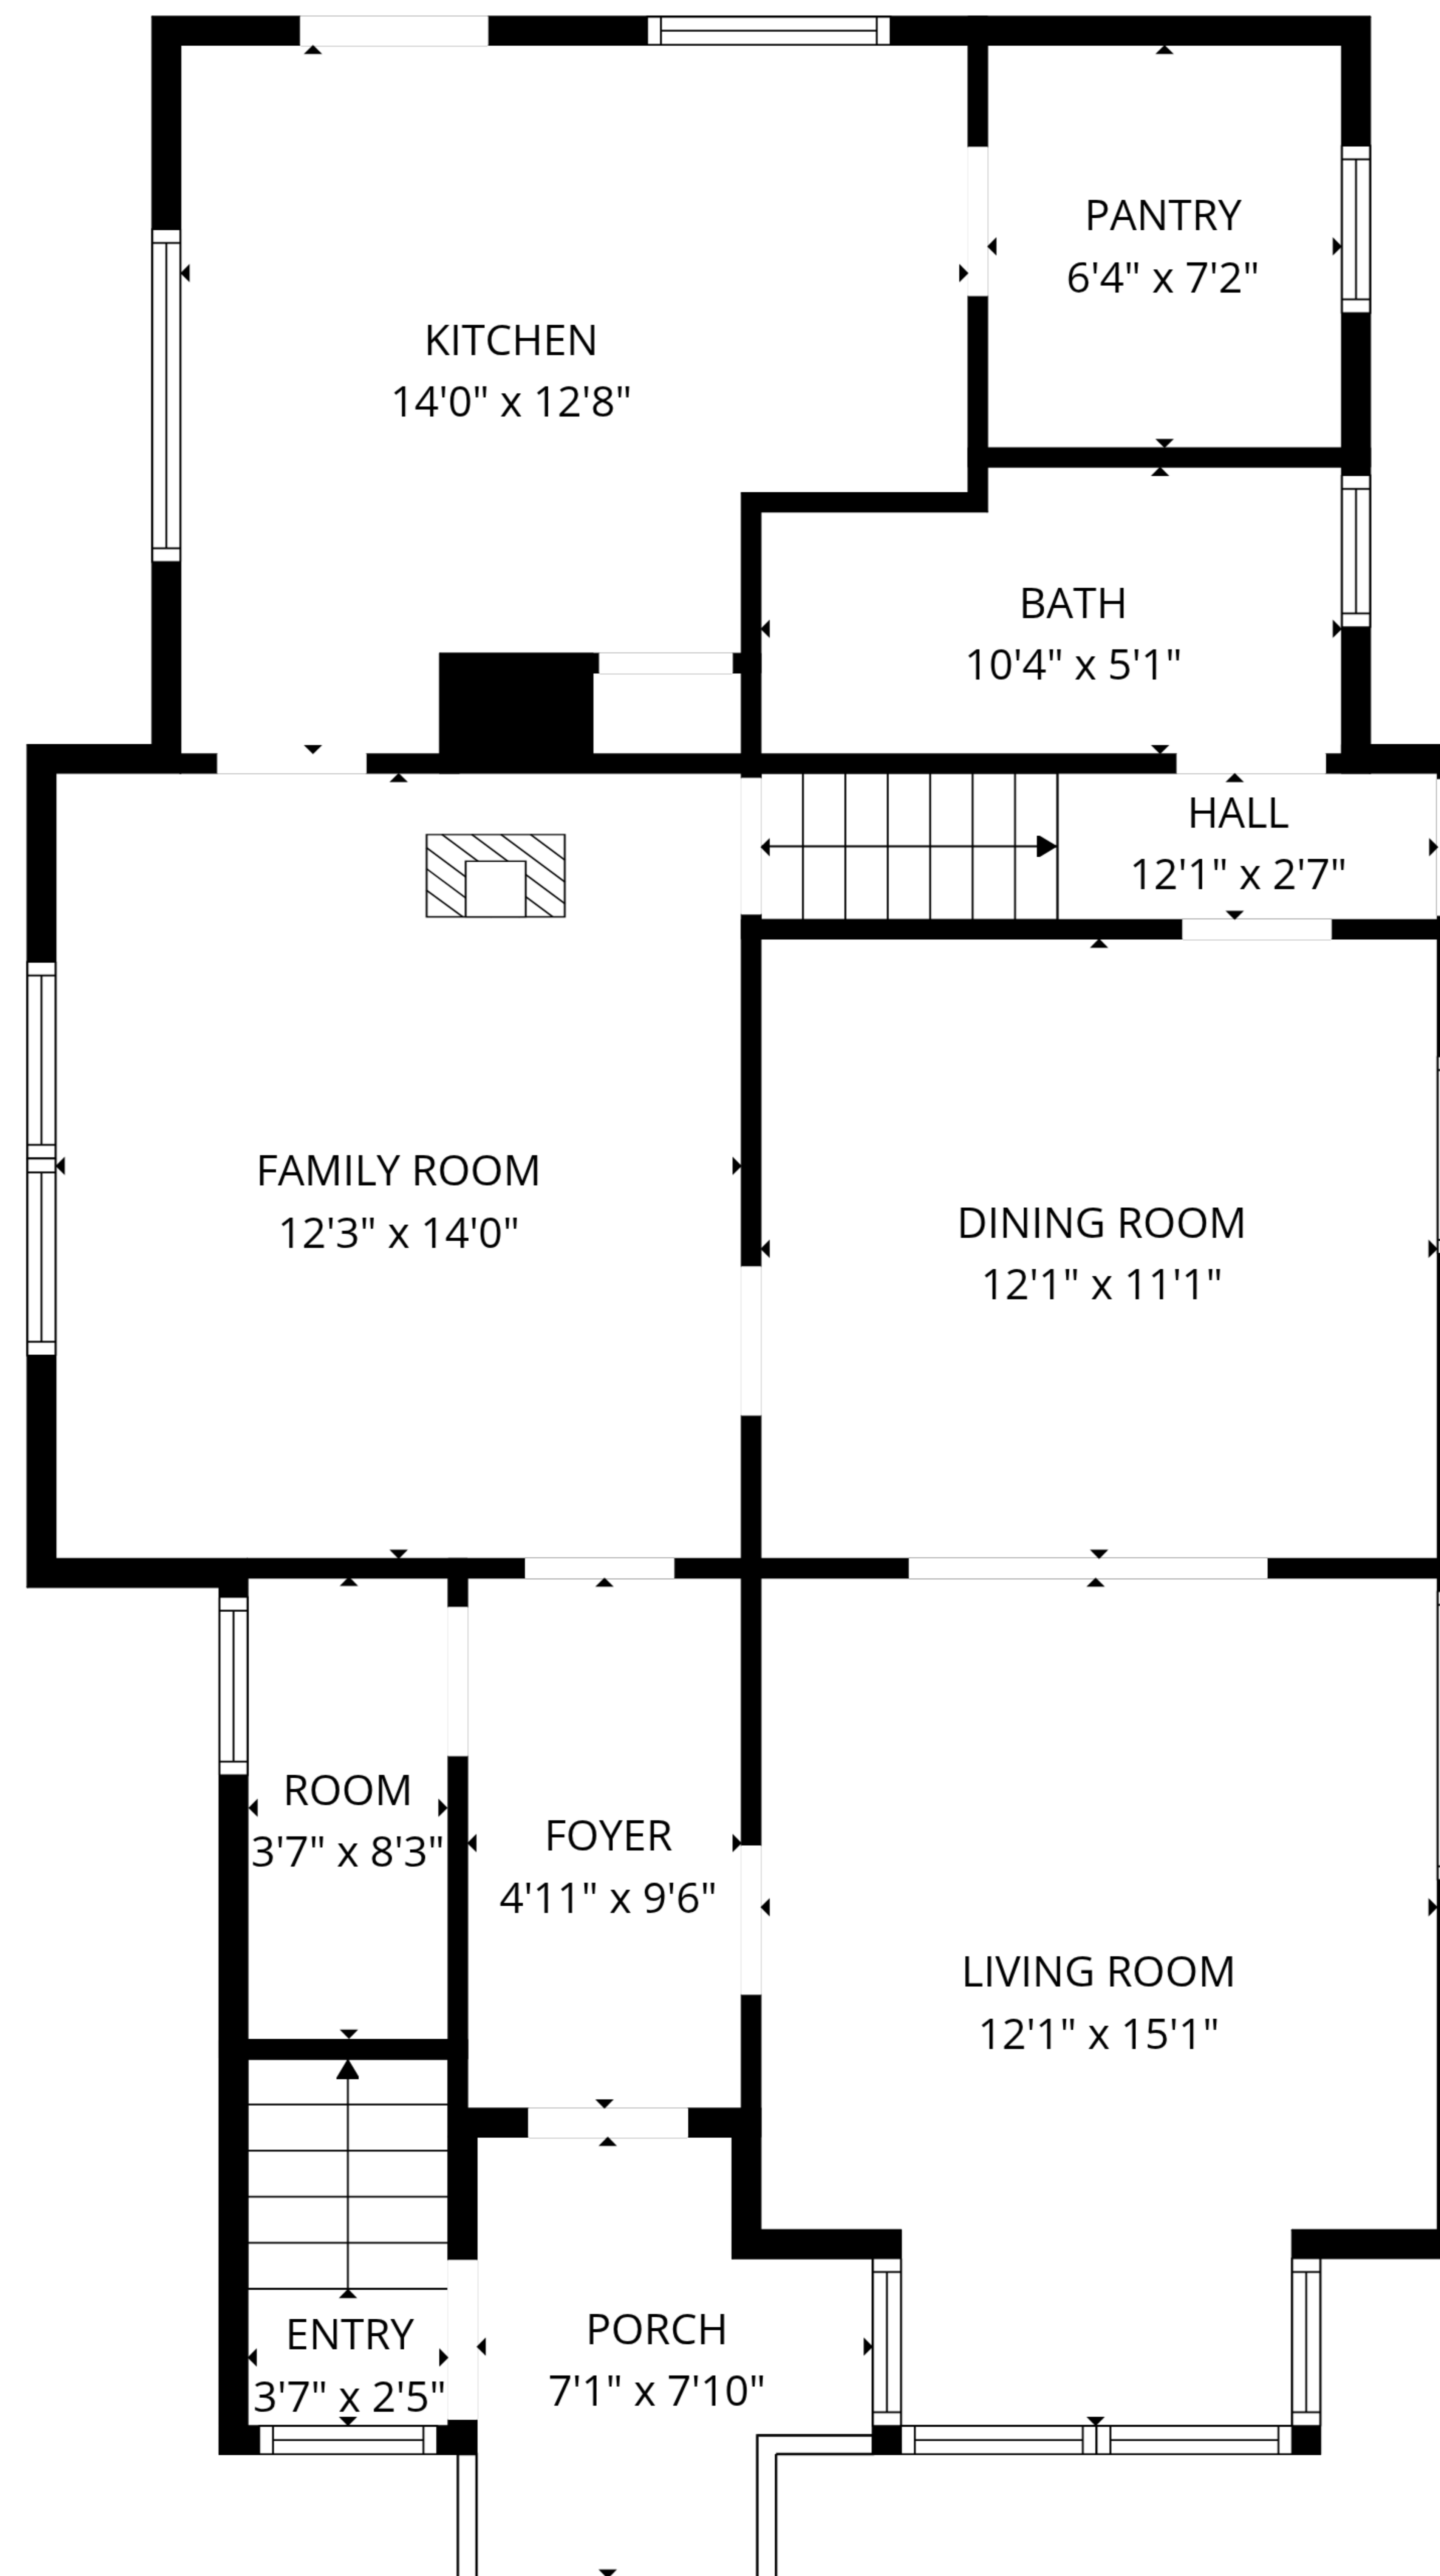 PANTRY
6'4" x 7'2"
KITCHEN
14'0" x 12'8"
BATH
10'4" x 5'1"
HALL
12'1" x 2'7"
FAMILY ROOM
12'3" x 14'0"
DINING ROOM
12'1" x 11'1"
ROOM
3'7" x 8'3"
FOYER
4'11" x 9'6"
LIVING ROOM
12'1" x 15'1"
ENTRY
3'7" x 2'5"
PORCH
7'1" x 7'10"